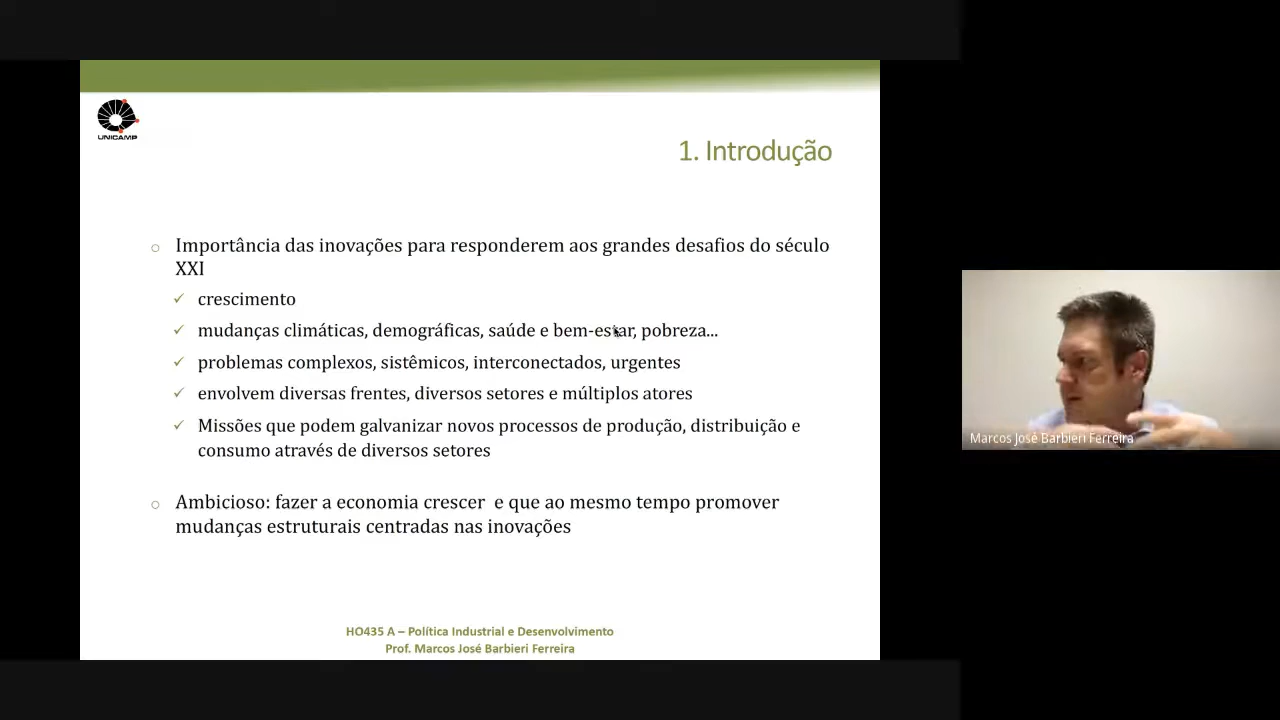 UNICAMP
1. Introdução
Importância das inovações para responderem aos grandes desafios do século
XXI
crescimento
mudanças climáticas, demográficas, saúde e bem-estar, pobreza...
problemas complexos, sistêmicos, interconectados, urgentes
envolvem diversas frentes, diversos setores e múltiplos atores
Missões que podem galvanizar novos processos de produção, distribuição e
consumo através de diversos setores
Ambicioso: fazer a economia crescer e que ao mesmo tempo promover
mudanças estruturais centradas nas inovações
HO435 A – Política Industrial e Desenvolvimento
Prof. Marcos José Barbieri Ferreira
Marcos José Barbieri Ferreira